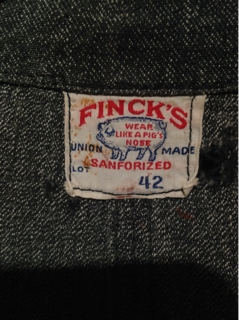 FINCK'S
WEAR
LIKE A PIG'S
NOSE
UNION MADE
SANFORIZED
LOT 42